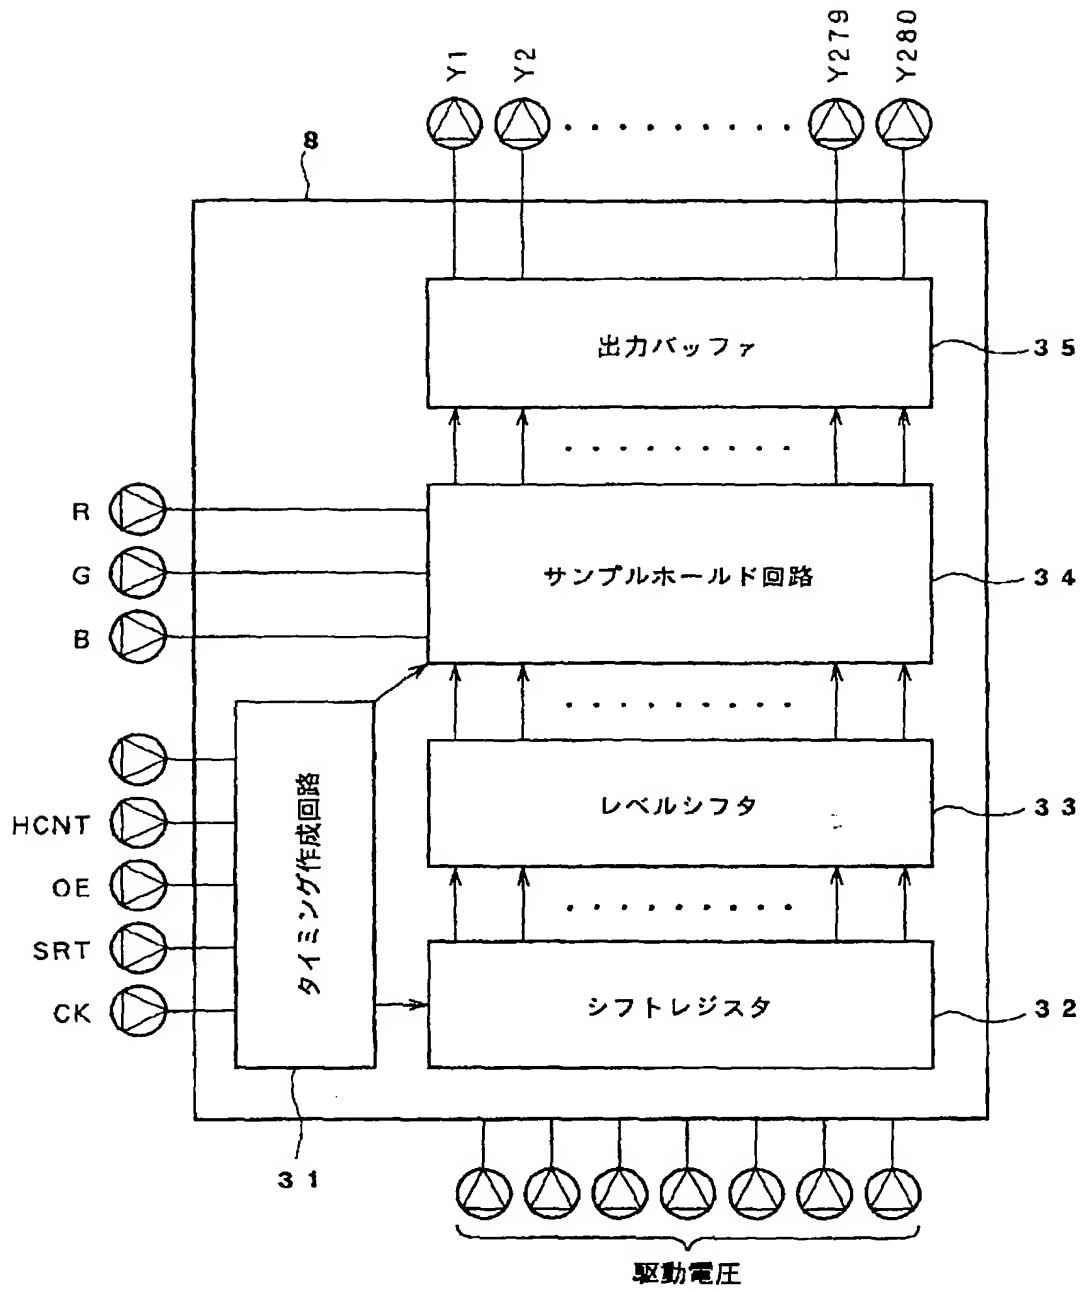 Y1
Y2
Y279
Y280
8
出力バッファ
35
R
G
B
サンプルホールド回路
34
HCNT
OE
SRT
CK
タイミング作成回路
レベルシフタ
33
シフトレジスタ
32
31
駆動電圧